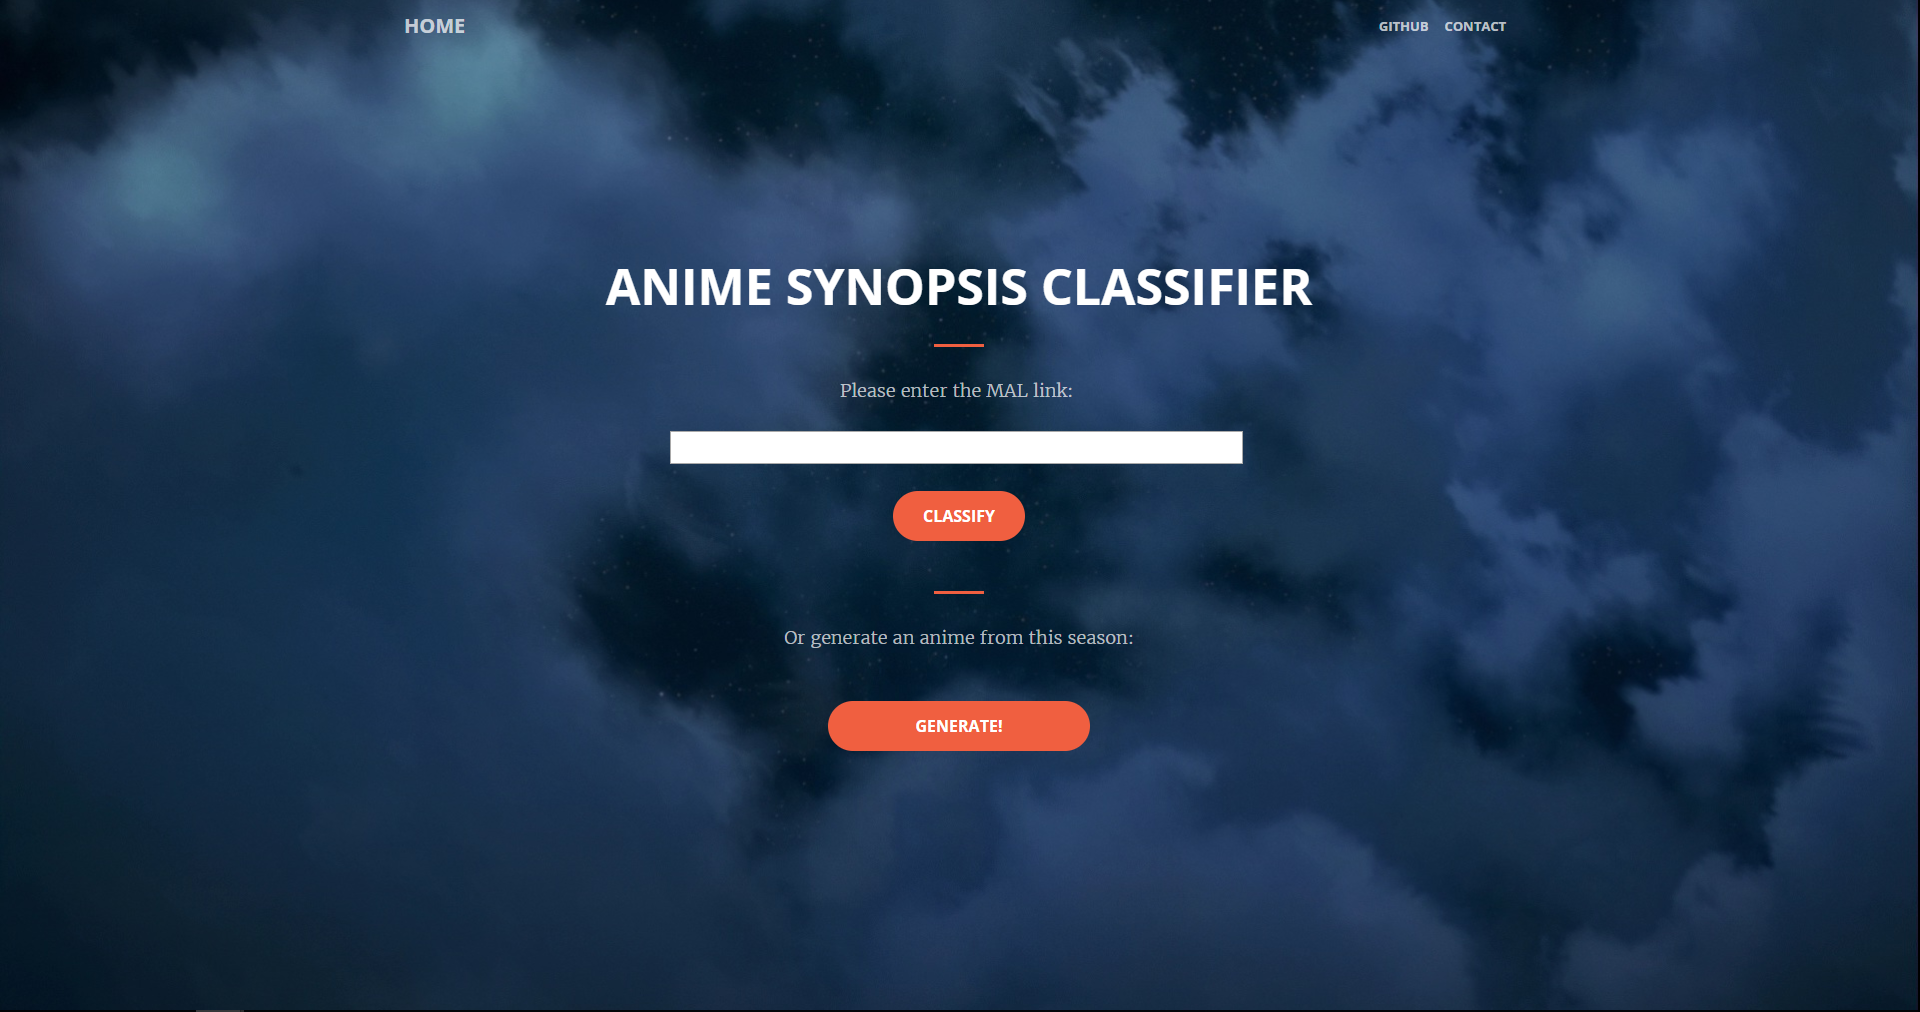 HOME
GITHUB CONTACT
ANIME SYNOPSIS CLASSIFIER
Please enter the MAL link:
CLASSIFY
Or generate an anime from this season:
GENERATE!